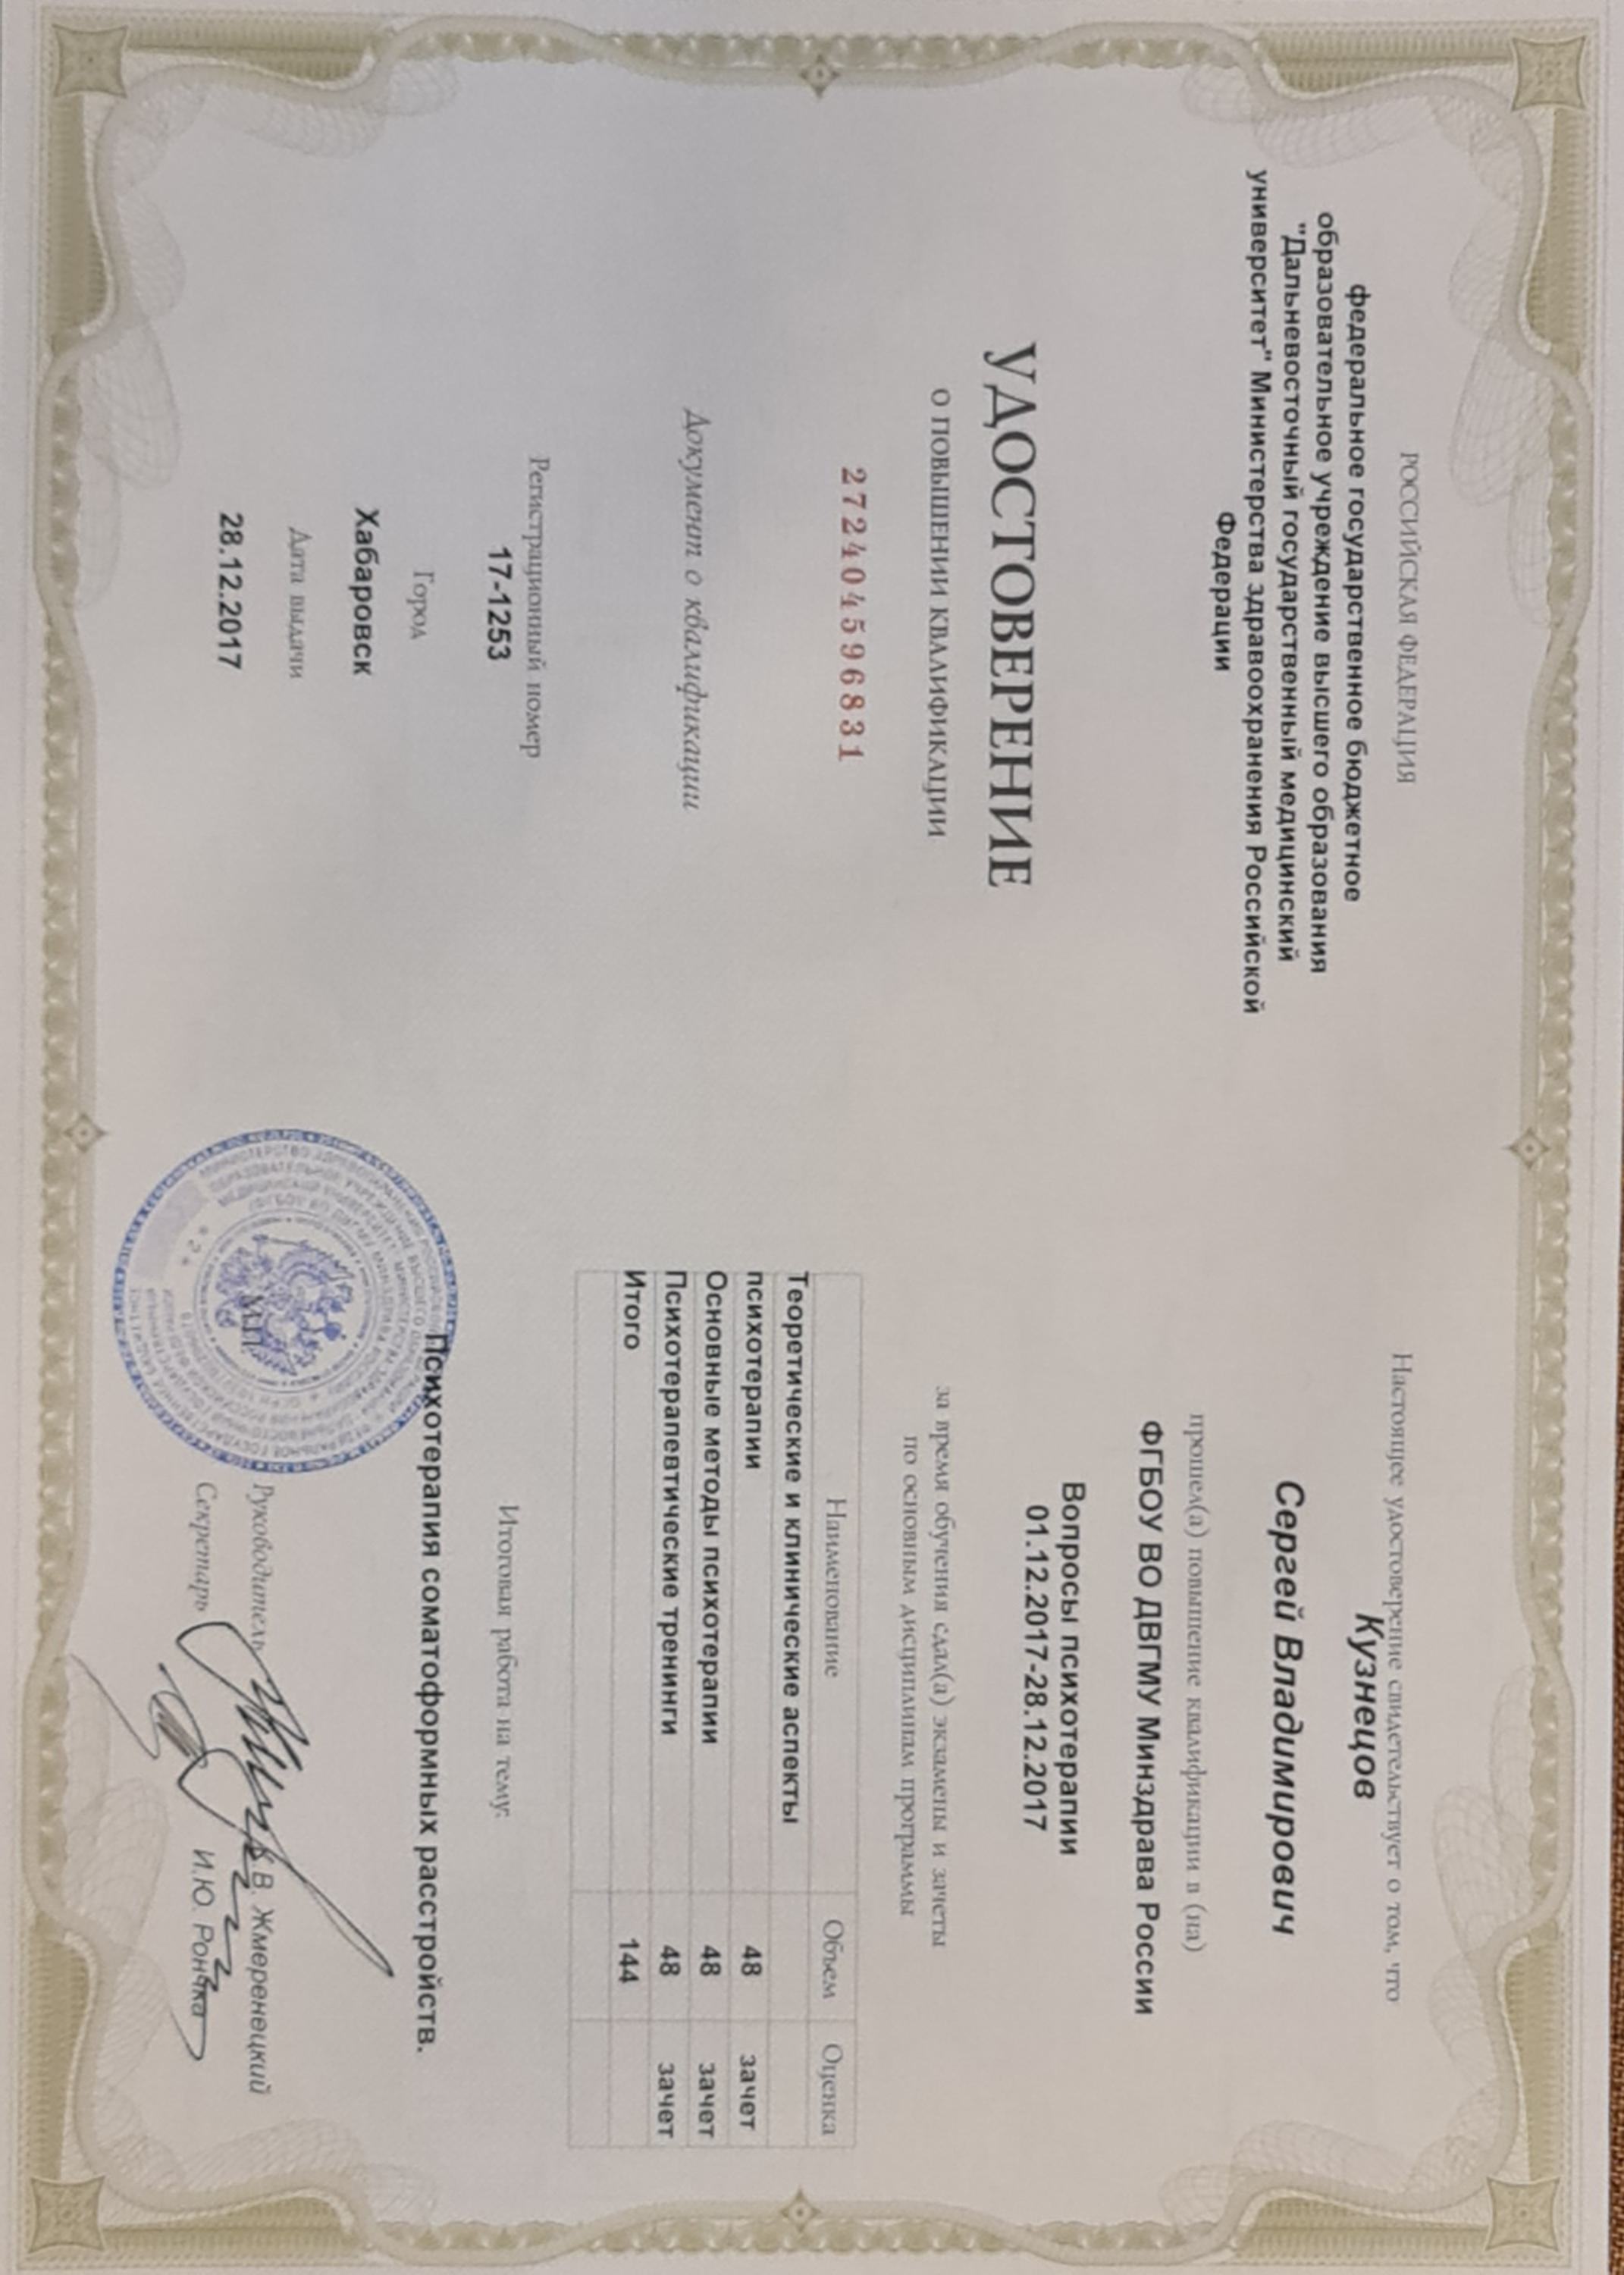 РОССИЙСКАЯ ФЕДЕРАЦИЯ
федеральное государственное бюджетное
образовательное учреждение высшего образования
"Дальневосточный государственный медицинский
университет" Министерства здравоохранения Российской
Федерации
УДОСТОВЕРЕНИЕ
О ПОВЫШЕНИИ КВАЛИФИКАЦИИ
272404596831
Документ о квалификации
Регистрационный номер
17-1253
Город
Хабаровск
Дата выдачи
28.12.2017
Настоящее удостоверение свидетельствует о том, что
Кузнецов
Сергей Владимирович
прошел(а) повышение квалификации в (на)
ФГБОУ ВО ДВГМУ Минздрава России
Вопросы психотерапии
01.12.2017-28.12.2017
за время обучения сдал(а) экзамены и зачеты
по основным дисциплинам программы
Наименование Объем Оценка
Теоретические и клинические аспекты
психотерапии 48 зачет
Основные методы психотерапии 48 зачет
Психотерапевтические тренинги 48 зачет
Итого 144
Итоговая работа на тему:
Психотерапия соматоформных расстройств.
М.П.
Руководитель В. Жмеренецкий
Секретарь И.Ю.